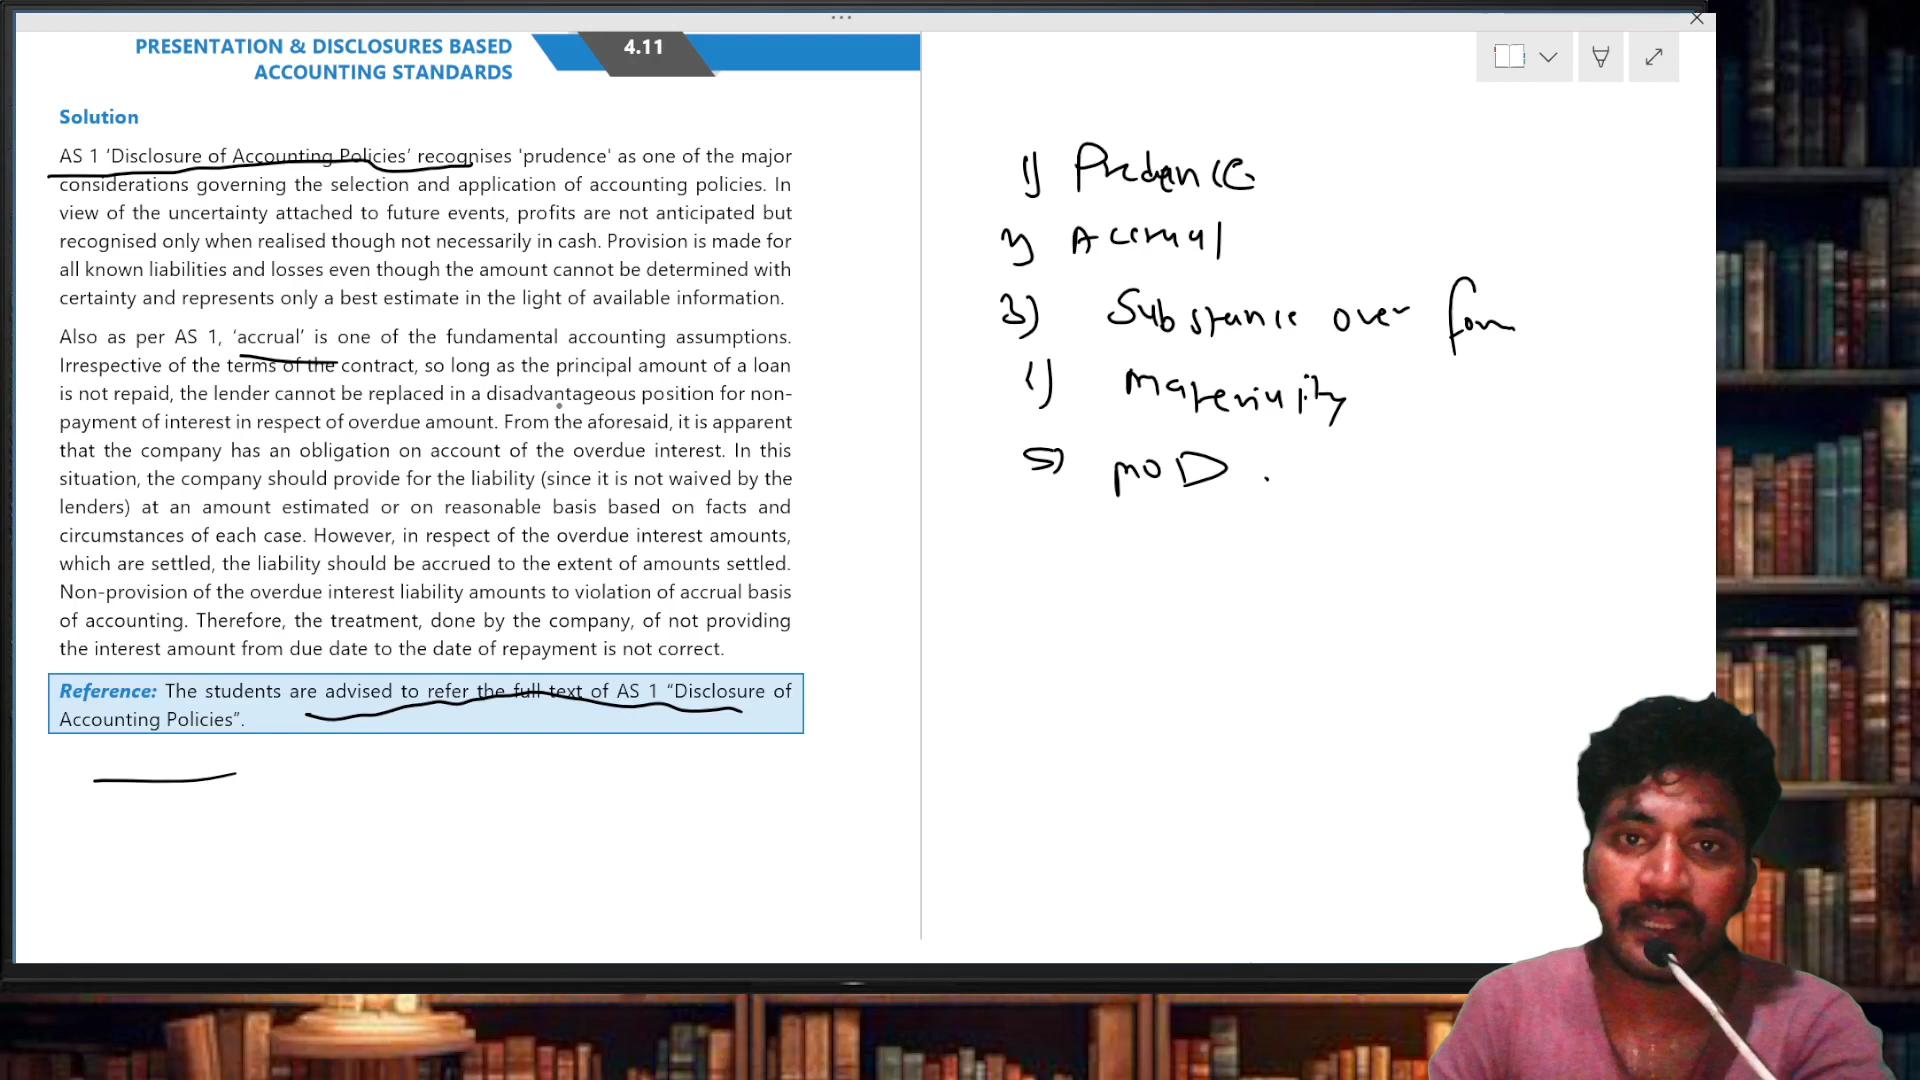 PRESENTATION & DISCLOSURES BASED
ACCOUNTING STANDARDS
4.11
Solution
AS 1 ‘Disclosure of Accounting Policies’ recognises 'prudence' as one of the major
considerations governing the selection and application of accounting policies. In
view of the uncertainty attached to future events, profits are not anticipated but
recognised only when realised though not necessarily in cash. Provision is made for
all known liabilities and losses even though the amount cannot be determined with
certainty and represents only a best estimate in the light of available information.
Also as per AS 1, ‘accrual’ is one of the fundamental accounting assumptions.
Irrespective of the terms of the contract, so long as the principal amount of a loan
is not repaid, the lender cannot be replaced in a disadvantageous position for non-
payment of interest in respect of overdue amount. From the aforesaid, it is apparent
that the company has an obligation on account of the overdue interest. In this
situation, the company should provide for the liability (since it is not waived by the
lenders) at an amount estimated or on reasonable basis based on facts and
circumstances of each case. However, in respect of the overdue interest amounts,
which are settled, the liability should be accrued to the extent of amounts settled.
Non-provision of the overdue interest liability amounts to violation of accrual basis
of accounting. Therefore, the treatment, done by the company, of not providing
the interest amount from due date to the date of repayment is not correct.
Reference: The students are advised to refer the full text of AS 1 “Disclosure of
Accounting Policies”.
1) Prudence
2) Accrual
3) Substance over form
4) Materiality
5) MOD .